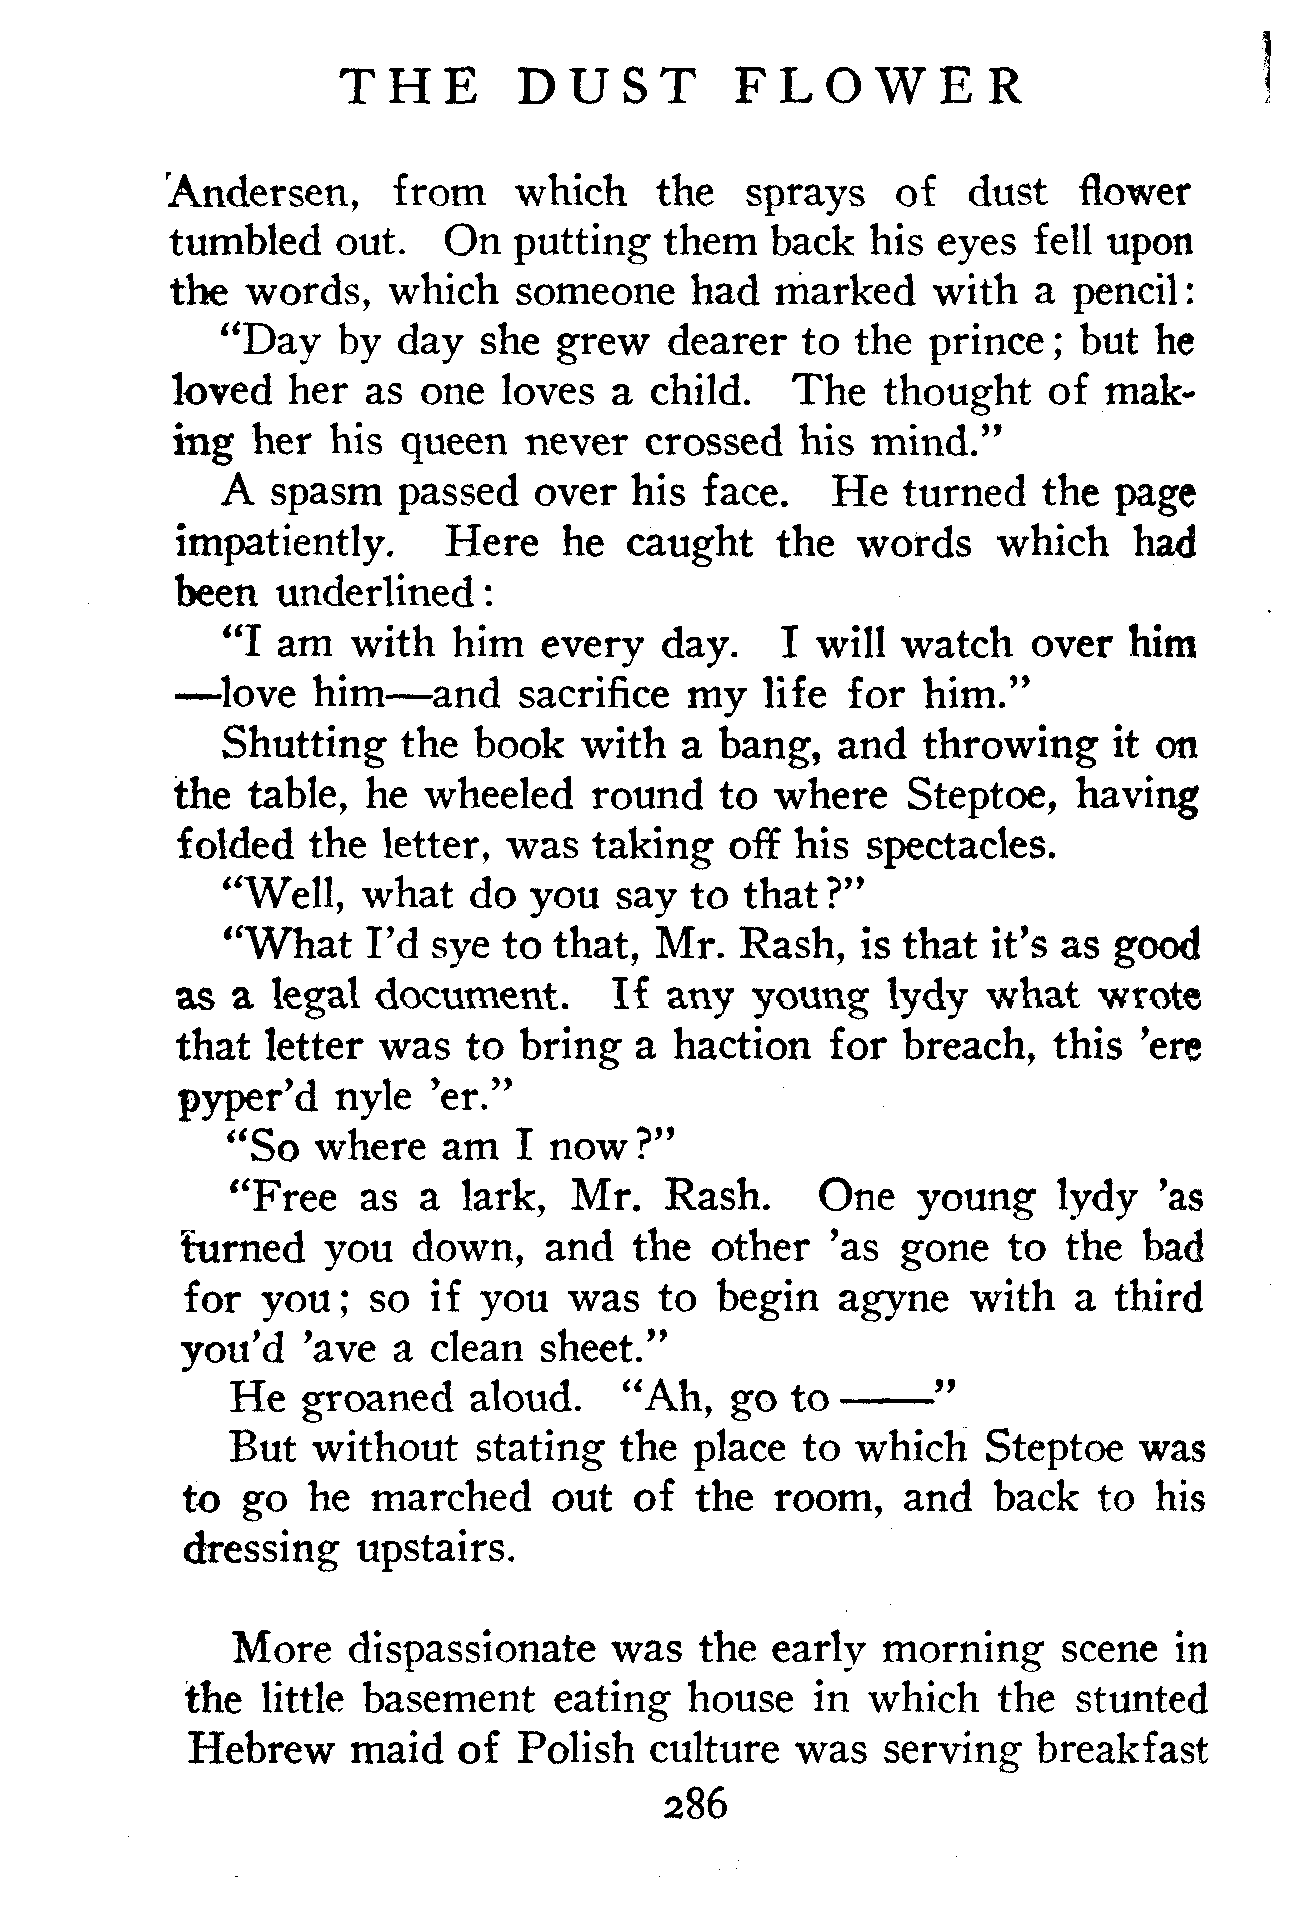 THE DUST FLOWER
Andersen, from which the sprays of dust flower
tumbled out. On putting them back his eyes fell upon
the words, which someone had marked with a pencil:
“Day by day she grew dearer to the prince; but he
loved her as one loves a child. The thought of mak-
ing her his queen never crossed his mind.”
A spasm passed over his face. He turned the page
impatiently. Here he caught the words which had
been underlined:
“I am with him every day. I will watch over him
—love him—and sacrifice my life for him.”
Shutting the book with a bang, and throwing it on
the table, he wheeled round to where Steptoe, having
folded the letter, was taking off his spectacles.
“Well, what do you say to that?”
“What I’d sye to that, Mr. Rash, is that it’s as good
as a legal document. If any young lydy what wrote
that letter was to bring a haction for breach, this ’ere
pyper’d nyle ’er.”
“So where am I now?”
“Free as a lark, Mr. Rash. One young lydy ’as
turned you down, and the other ’as gone to the bad
for you; so if you was to begin agyne with a third
you’d ’ave a clean sheet.”
He groaned aloud. “Ah, go to ——”
But without stating the place to which Steptoe was
to go he marched out of the room, and back to his
dressing upstairs.
More dispassionate was the early morning scene in
the little basement eating house in which the stunted
Hebrew maid of Polish culture was serving breakfast
286